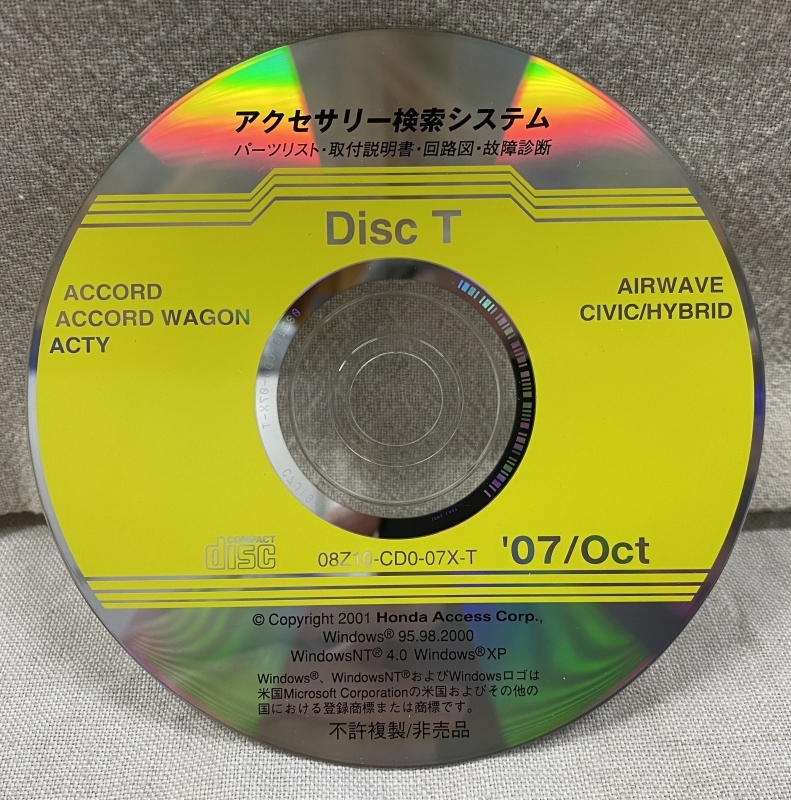 アクセサリー検索システム
パーツリスト・取付説明書・回路図・故障診断
Disc T
ACCORD
ACCORD WAGON
ACTY
AIRWAVE
CIVIC/HYBRID
COMPACT
disc
08Z10-CD0-07X-T
'07/Oct
© Copyright 2001 Honda Access Corp.,
Windows® 95.98.2000
WindowsNT® 4.0 Windows®XP
Windows®、WindowsNT®およびWindowsロゴは
米国Microsoft Corporationの米国およびその他の
国における登録商標または商標です。
不許複製/非売品